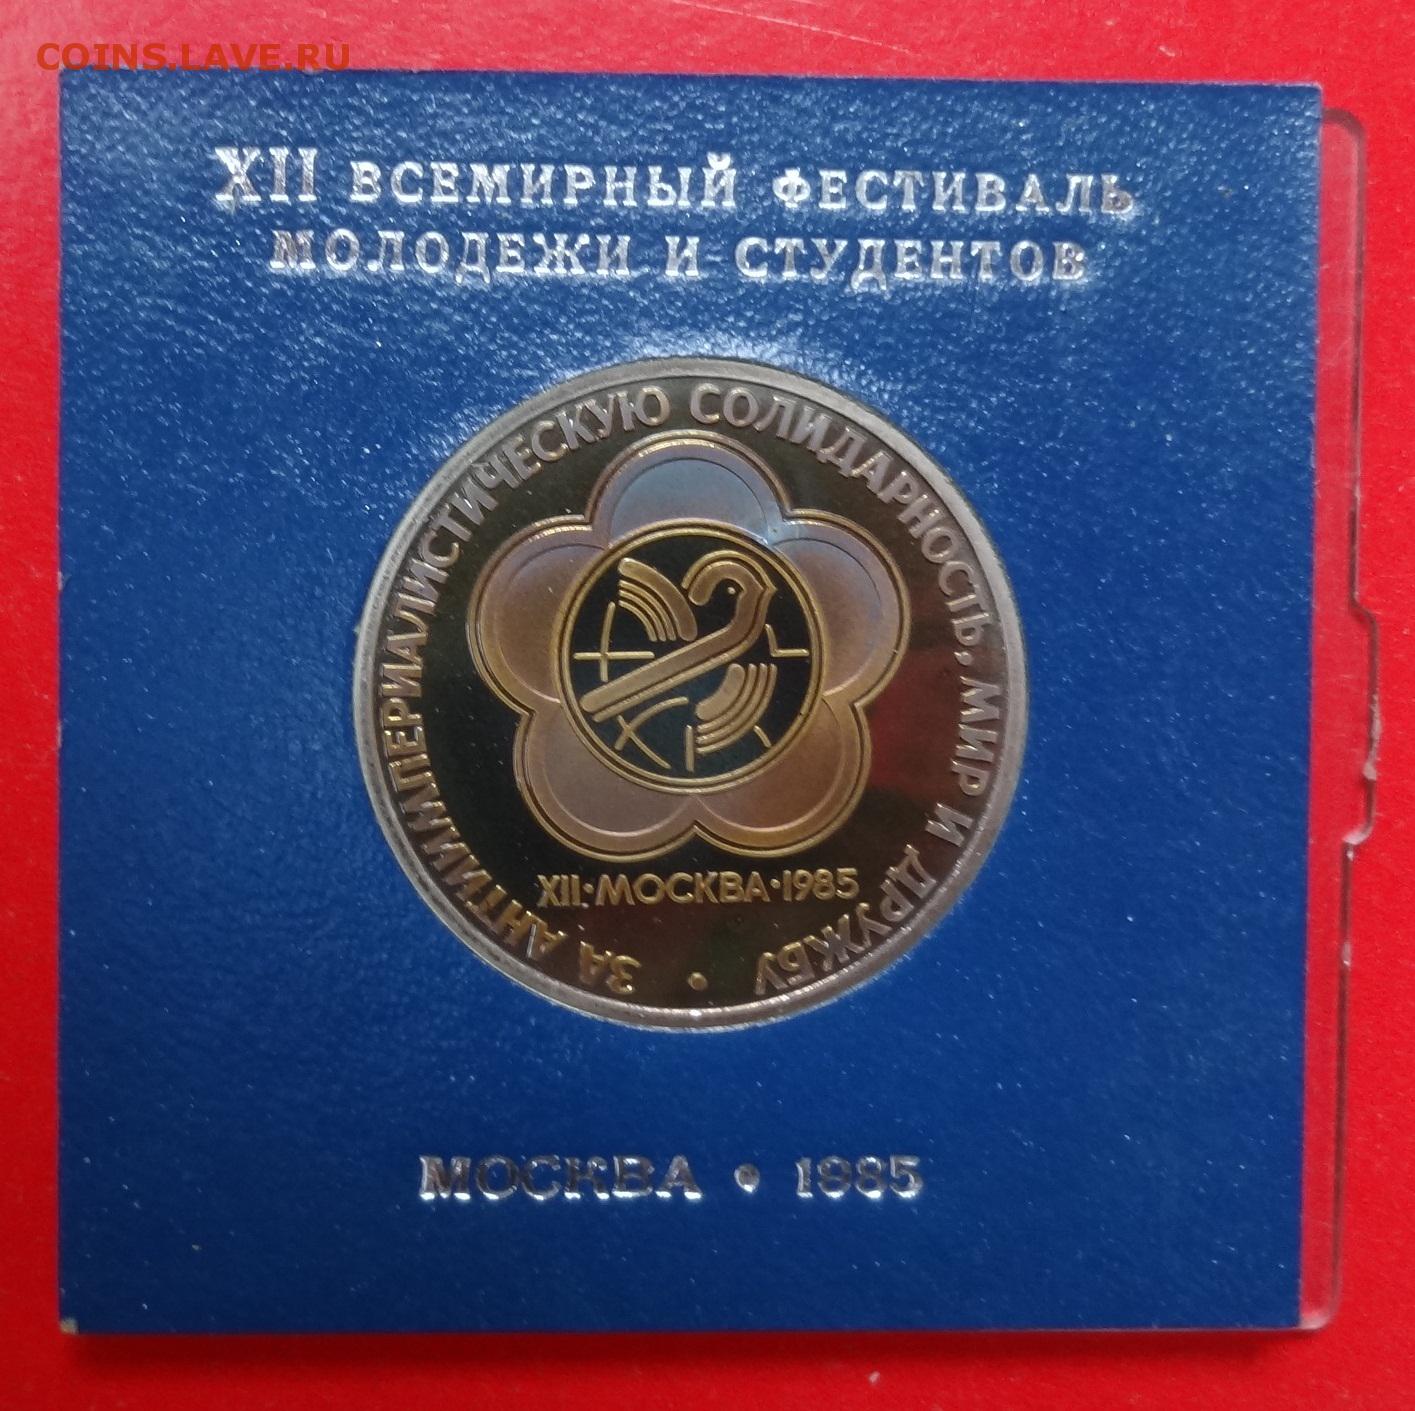 COINS.LAVE.RU
XII ВСЕМИРНЫЙ ФЕСТИВАЛЬ
МОЛОДЕЖИ И СТУДЕНТОВ
ЗА АНТИИМПЕРИАЛИСТИЧЕСКУЮ СОЛИДАРНОСТЬ, МИР И ДРУЖБУ •
XII•МОСКВА•1985
МОСКВА • 1985